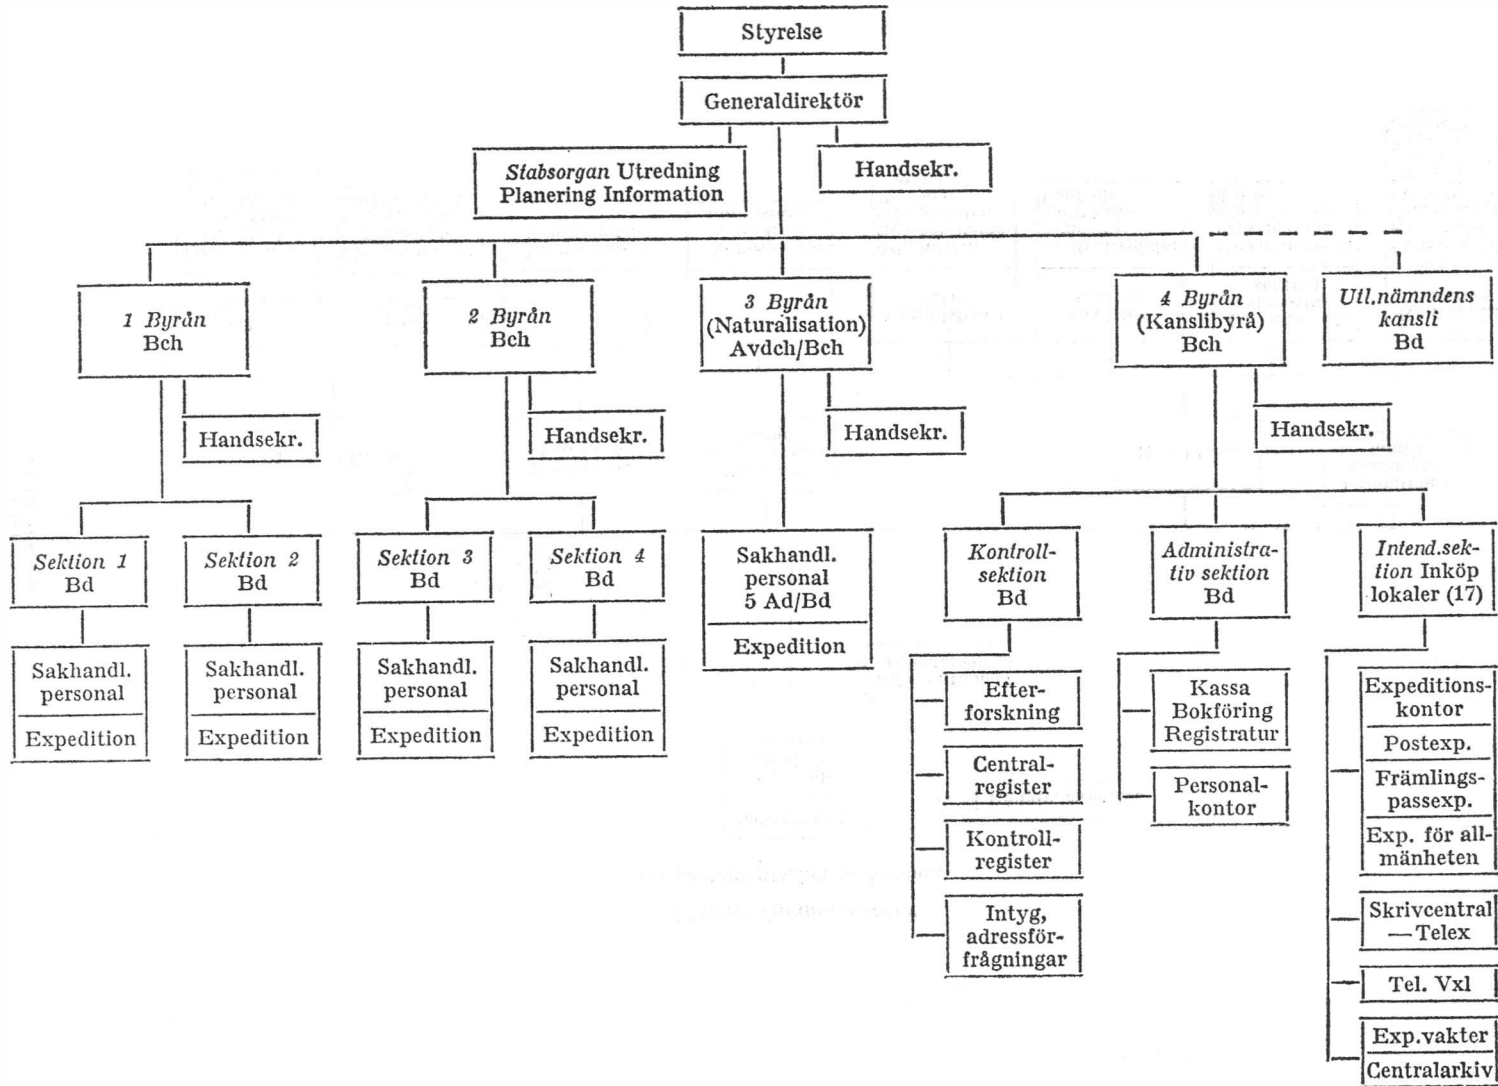 Styrelse
Generaldirektör
Stabsorgan Utredning
Planering Information
Handsekr.
1 Byrån
Bch
2 Byrån
Bch
3 Byrån
(Naturalisation)
Avdch/Bch
4 Byrån
(Kanslibyrå)
Bch
Utl.nämndens
kansli
Bd
Handsekr.
Handsekr.
Handsekr.
Handsekr.
Sektion 1
Bd
Sektion 2
Bd
Sektion 3
Bd
Sektion 4
Bd
Sakhandl.
personal
5 Ad/Bd
Expedition
Kontroll-
sektion
Bd
Administra-
tiv sektion
Bd
Intend.sek-
tion Inköp
lokaler (17)
Sakhandl.
personal
Expedition
Sakhandl.
personal
Expedition
Sakhandl.
personal
Expedition
Sakhandl.
personal
Expedition
Efter-
forskning
Central-
register
Kontroll-
register
Intyg,
adressför-
frågningar
Kassa
Bokföring
Registratur
Personal-
kontor
Expeditions-
kontor
Postexp.
Främlings-
passexp.
Exp. för all-
mänheten
Skrivcentral
—Telex
Tel. Vxl
Exp.vakter
Centralarkiv